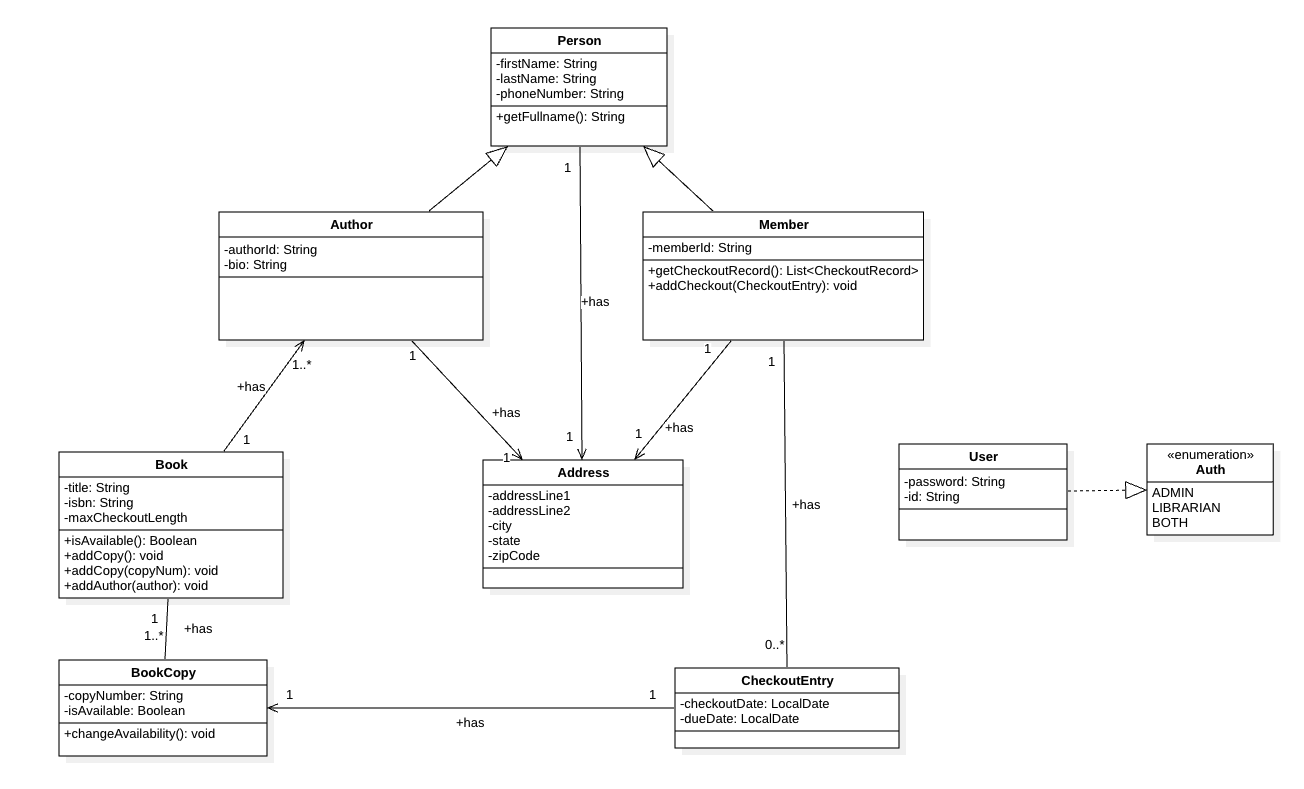 Person
-firstName: String
-lastName: String
-phoneNumber: String
+getFullname(): String
1
Author
-authorId: String
-bio: String
Member
-memberId: String
+getCheckoutRecord(): List<CheckoutRecord>
+addCheckout(CheckoutEntry): void
+has
1..*
1
1
1
+has
+has
+has
1
1
1
1
Book
-title: String
-isbn: String
-maxCheckoutLength
+isAvailable(): Boolean
+addCopy(): void
+addCopy(copyNum): void
+addAuthor(author): void
Address
-addressLine1
-addressLine2
-city
-state
-zipCode
+has
User
-password: String
-id: String
«enumeration»
Auth
ADMIN
LIBRARIAN
BOTH
1
1..*
+has
0..*
BookCopy
-copyNumber: String
-isAvailable: Boolean
+changeAvailability(): void
1
1
+has
CheckoutEntry
-checkoutDate: LocalDate
-dueDate: LocalDate